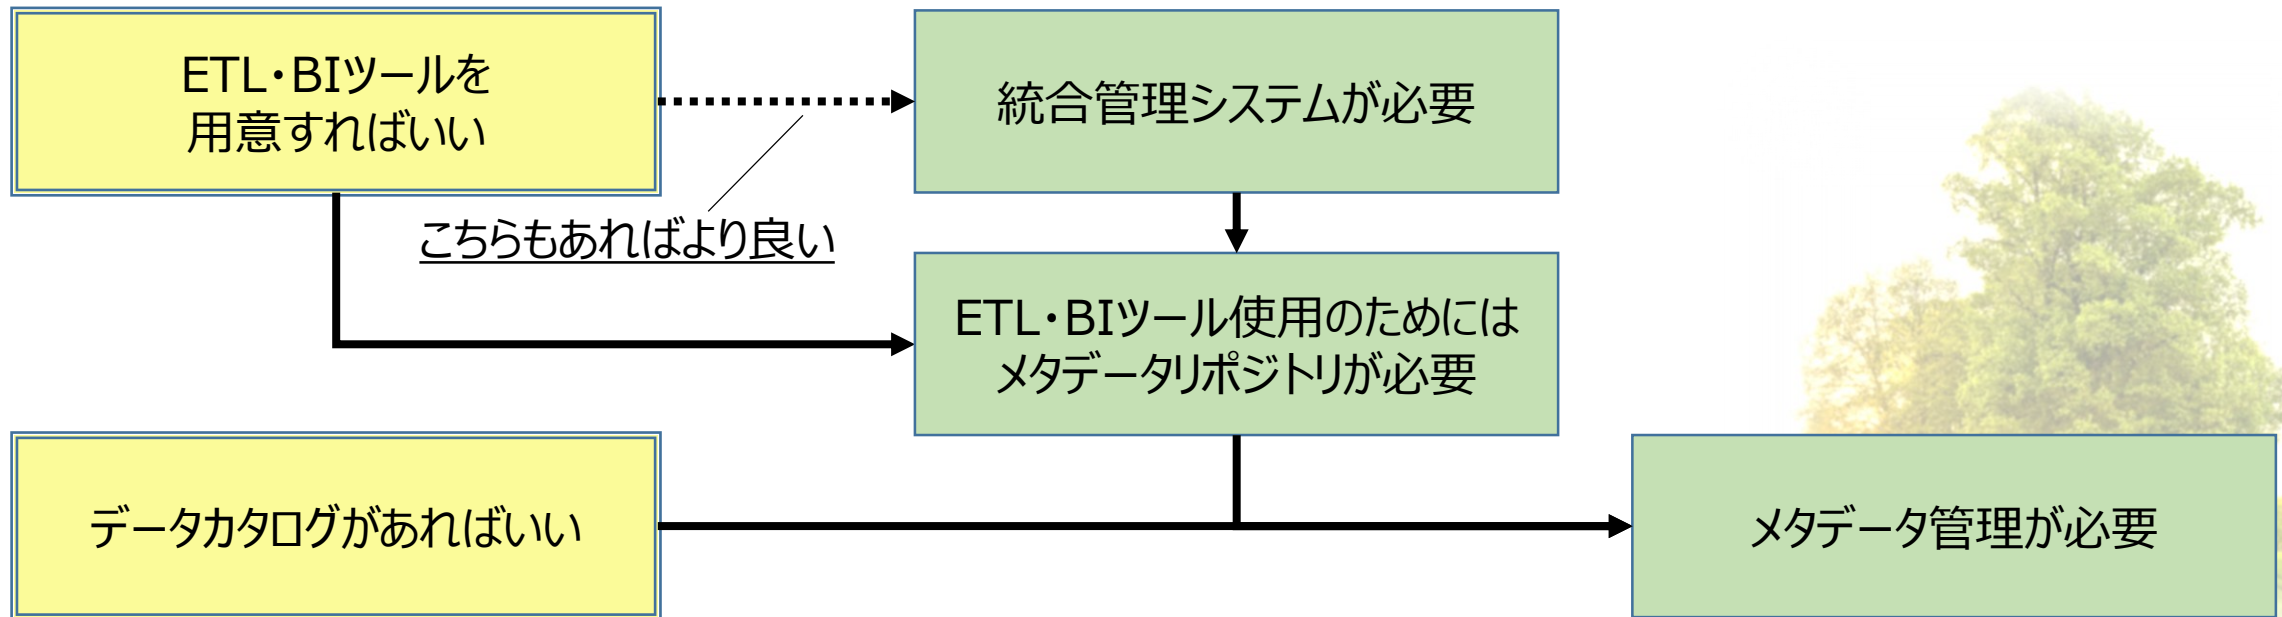 ETL・BIツールを
用意すればいい
統合管理システムが必要
こちらもあればより良い
ETL・BIツール使用のためには
メタデータリポジトリが必要
データカタログがあればいい
メタデータ管理が必要